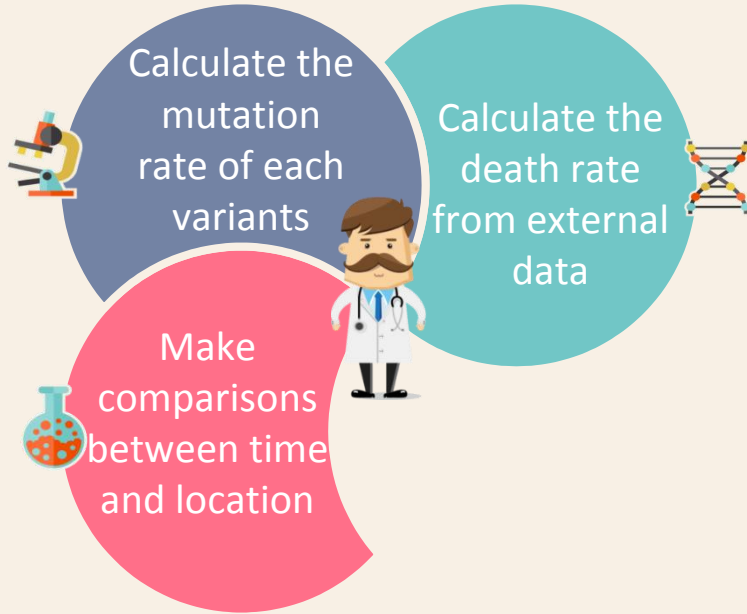 Calculate the
mutation
rate of each
variants
Calculate the
death rate
from external
data
Make
comparisons
between time
and location